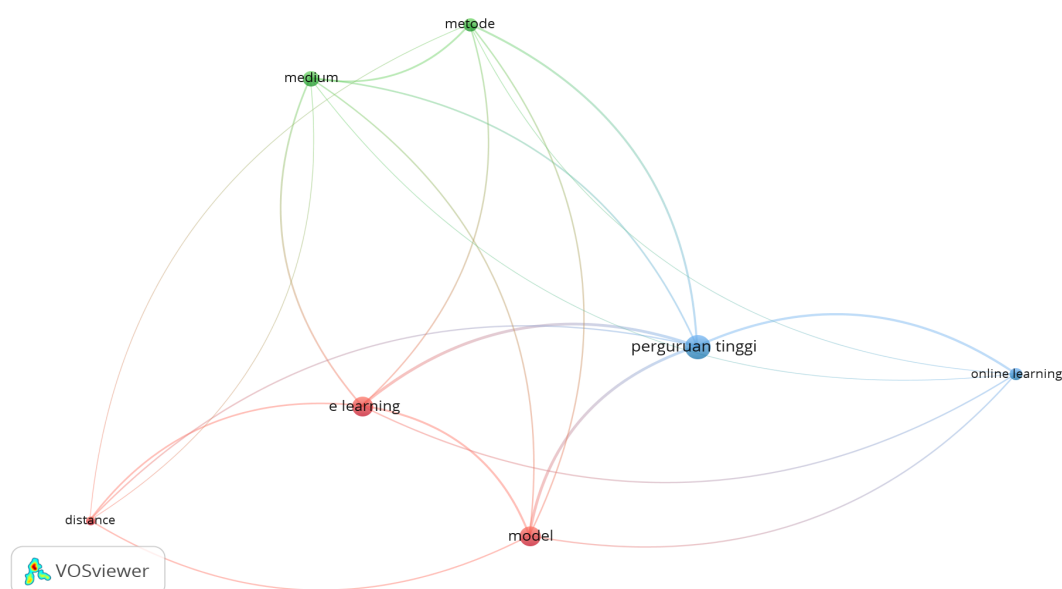 metode
medium
perguruan tinggi
online learning
e learning
distance
model
VOSviewer